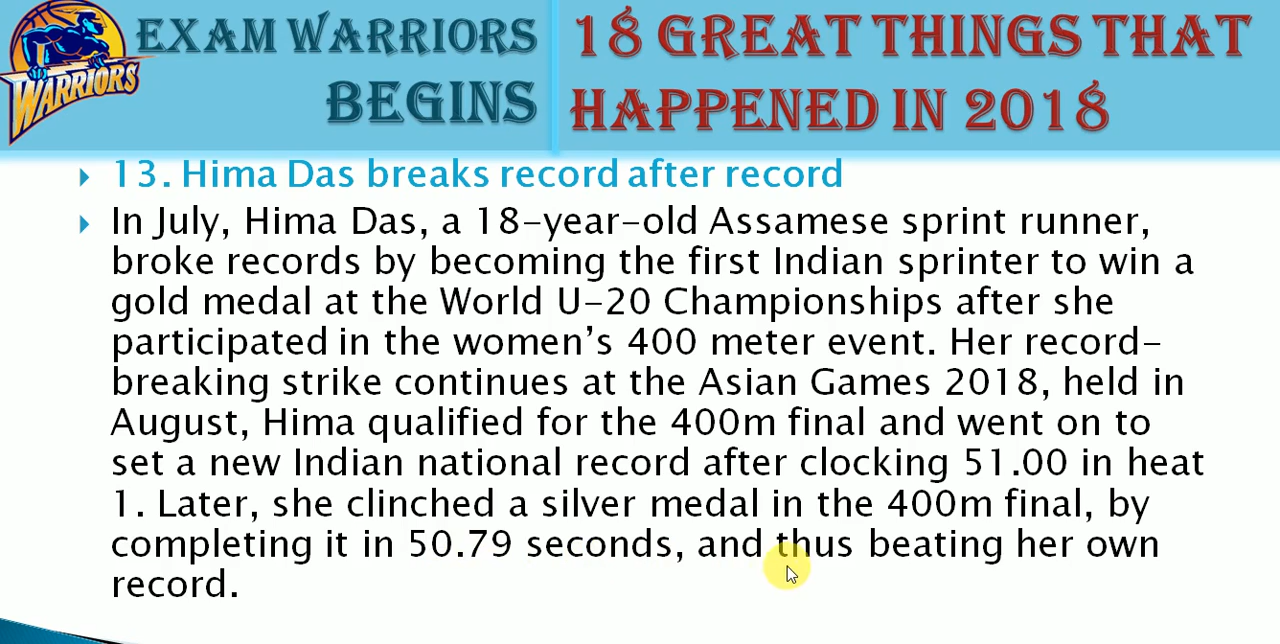 WARRIORS
EXAM WARRIORS
BEGINS
18 GREAT THINGS THAT
HAPPENED IN 2018
13. Hima Das breaks record after record
In July, Hima Das, a 18-year-old Assamese sprint runner,
broke records by becoming the first Indian sprinter to win a
gold medal at the World U-20 Championships after she
participated in the women's 400 meter event. Her record-
breaking strike continues at the Asian Games 2018, held in
August, Hima qualified for the 400m final and went on to
set a new Indian national record after clocking 51.00 in heat
1. Later, she clinched a silver medal in the 400m final, by
completing it in 50.79 seconds, and thus beating her own
record.